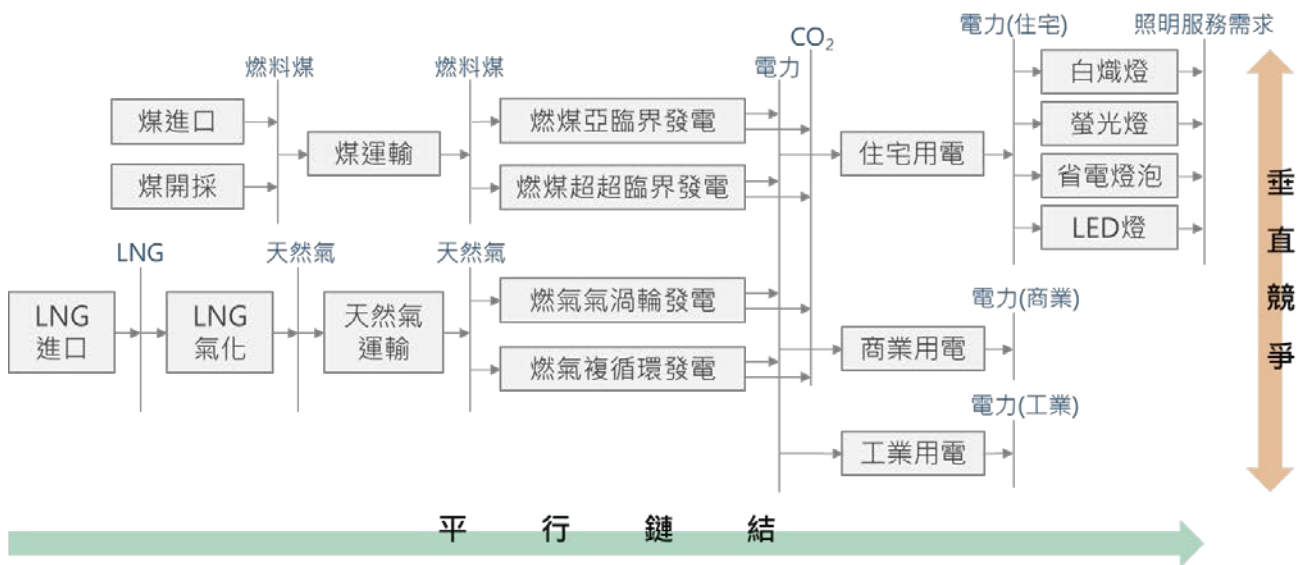 CO₂
電力(住宅)
照明服務需求
燃料煤
燃料煤
電力
白熾燈
煤進口
燃煤亞臨界發電
螢光燈
煤運輸
住宅用電
煤開採
燃煤超超臨界發電
省電燈泡
LED燈
LNG
天然氣
天然氣
LNG
進口
LNG
氣化
天然氣
運輸
燃氣氣渦輪發電
電力(商業)
燃氣複循環發電
商業用電
電力(工業)
工業用電
垂直競爭
平行鏈結